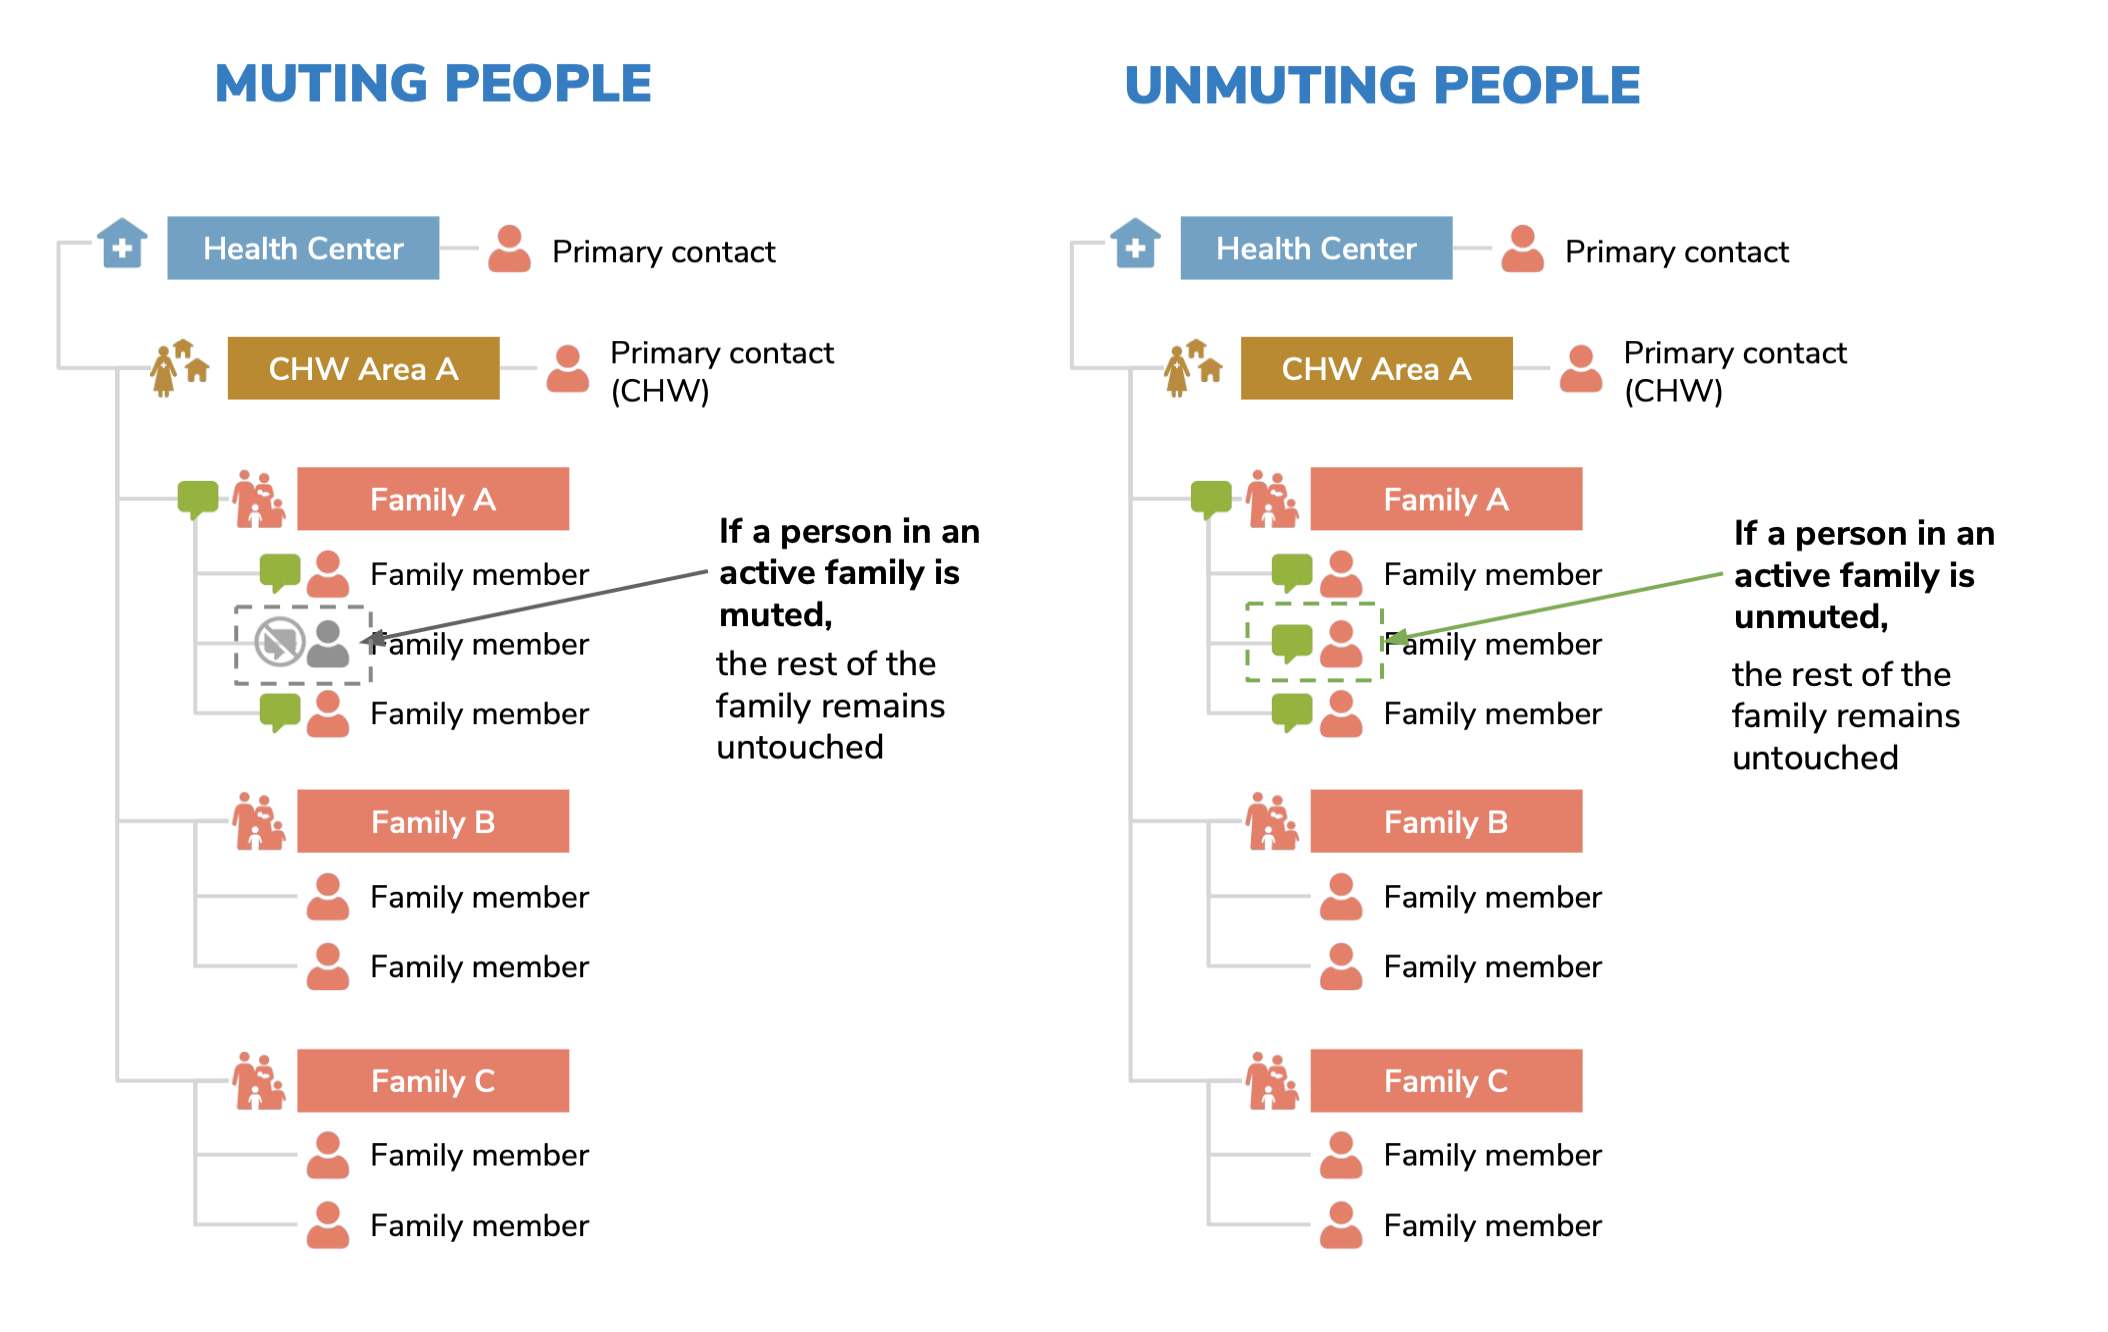 MUTING PEOPLE
Health Center
Primary contact
CHW Area A
Primary contact
(CHW)
Family A
Family member
Family member
Family member
If a person in an
active family is
muted,
the rest of the
family remains
untouched
Family B
Family member
Family member
Family C
Family member
Family member
UNMUTING PEOPLE
Health Center
Primary contact
CHW Area A
Primary contact
(CHW)
Family A
Family member
Family member
Family member
If a person in an
active family is
unmuted,
the rest of the
family remains
untouched
Family B
Family member
Family member
Family C
Family member
Family member